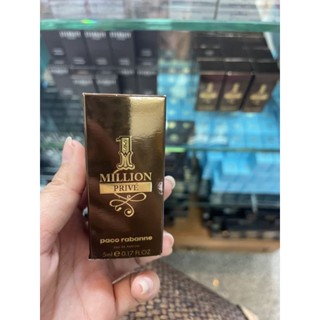 1
MILLION
PRIVÉ
paco rabanne
EAU DE PARFUM
5ml ℮ 0.17 FL OZ